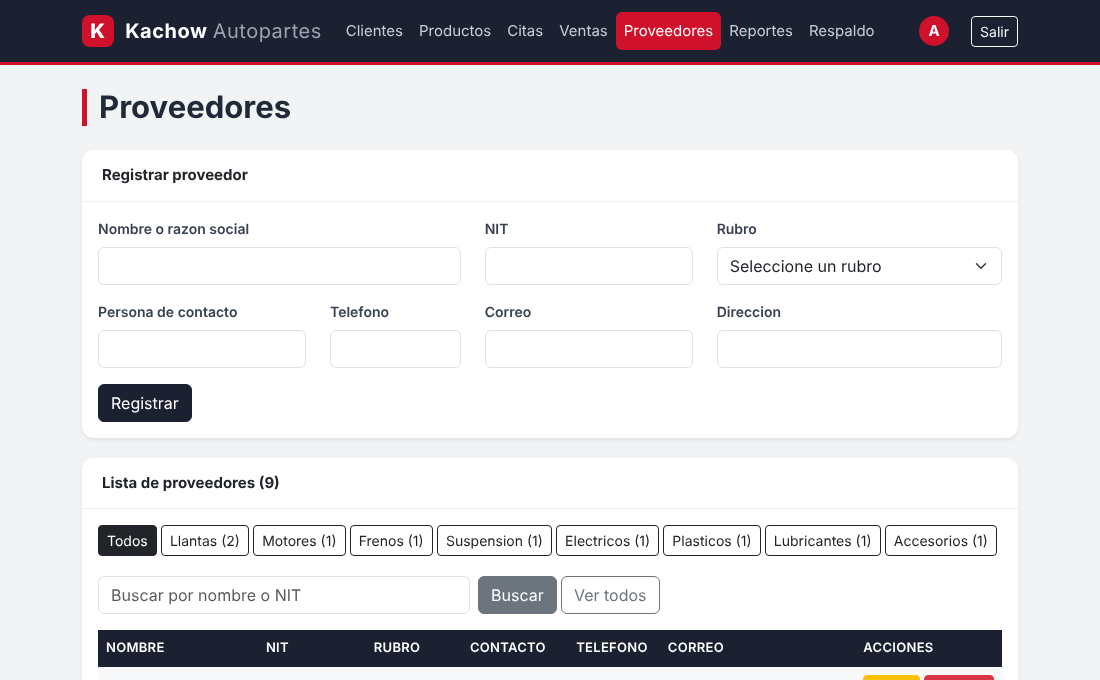 K Kachow Autopartes Clientes Productos Citas Ventas Proveedores Reportes Respaldo A Salir
Proveedores
Registrar proveedor
Nombre o razon social NIT Rubro
Seleccione un rubro
Persona de contacto Telefono Correo Direccion
Registrar
Lista de proveedores (9)
Todos Llantas (2) Motores (1) Frenos (1) Suspension (1) Electricos (1) Plasticos (1) Lubricantes (1) Accesorios (1)
Buscar por nombre o NIT Buscar Ver todos
NOMBRE NIT RUBRO CONTACTO TELEFONO CORREO ACCIONES